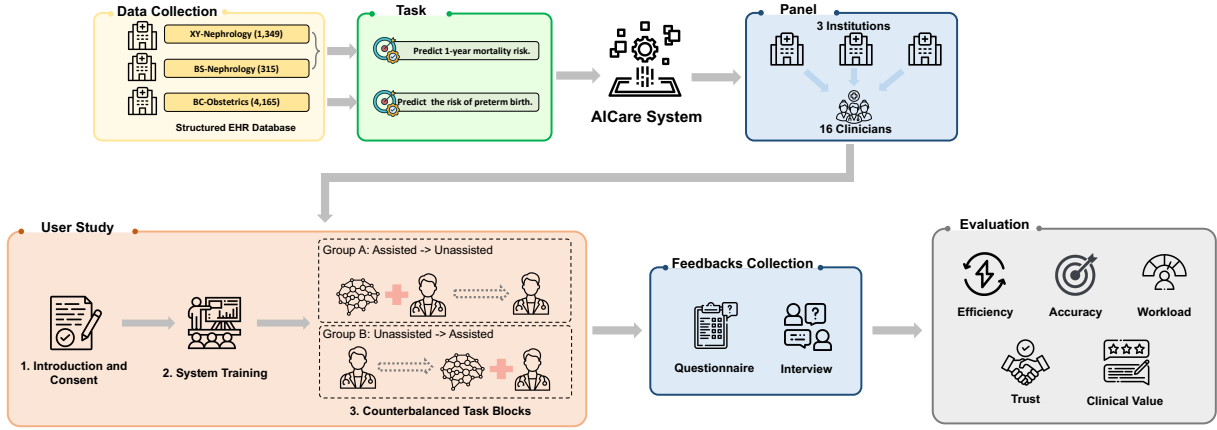 Data Collection
XY-Nephrology (1,349)
BS-Nephrology (315)
BC-Obstetrics (4,165)
Structured EHR Database
Task
Predict 1-year mortality risk.
Predict the risk of preterm birth.
AICare System
Panel
3 Institutions
16 Clinicians
User Study
1. Introduction and
Consent
2. System Training
Group A: Assisted -> Unassisted
Group B: Unassisted -> Assisted
3. Counterbalanced Task Blocks
Feedbacks Collection
Questionnaire
Interview
Evaluation
Efficiency
Accuracy
Workload
Trust
Clinical Value